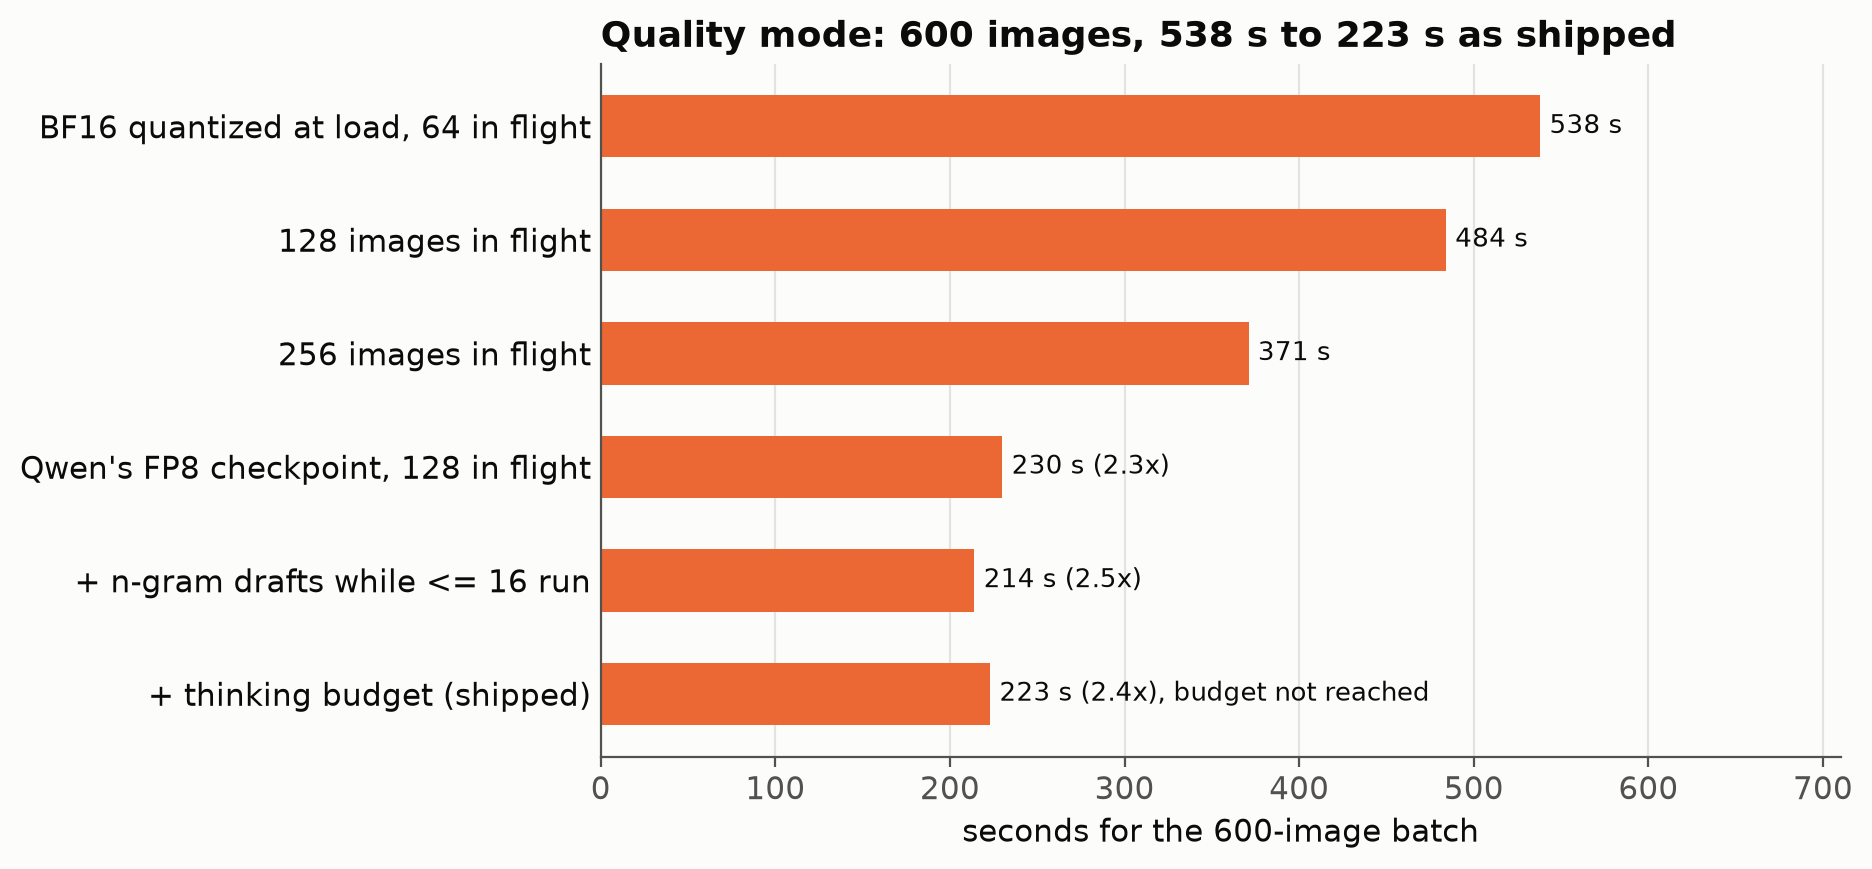 Quality mode: 600 images, 538 s to 223 s as shipped
BF16 quantized at load, 64 in flight
538 s
128 images in flight
484 s
256 images in flight
371 s
Qwen's FP8 checkpoint, 128 in flight
230 s (2.3x)
+ n-gram drafts while <= 16 run
214 s (2.5x)
+ thinking budget (shipped)
223 s (2.4x), budget not reached
0 100 200 300 400 500 600 700
seconds for the 600-image batch